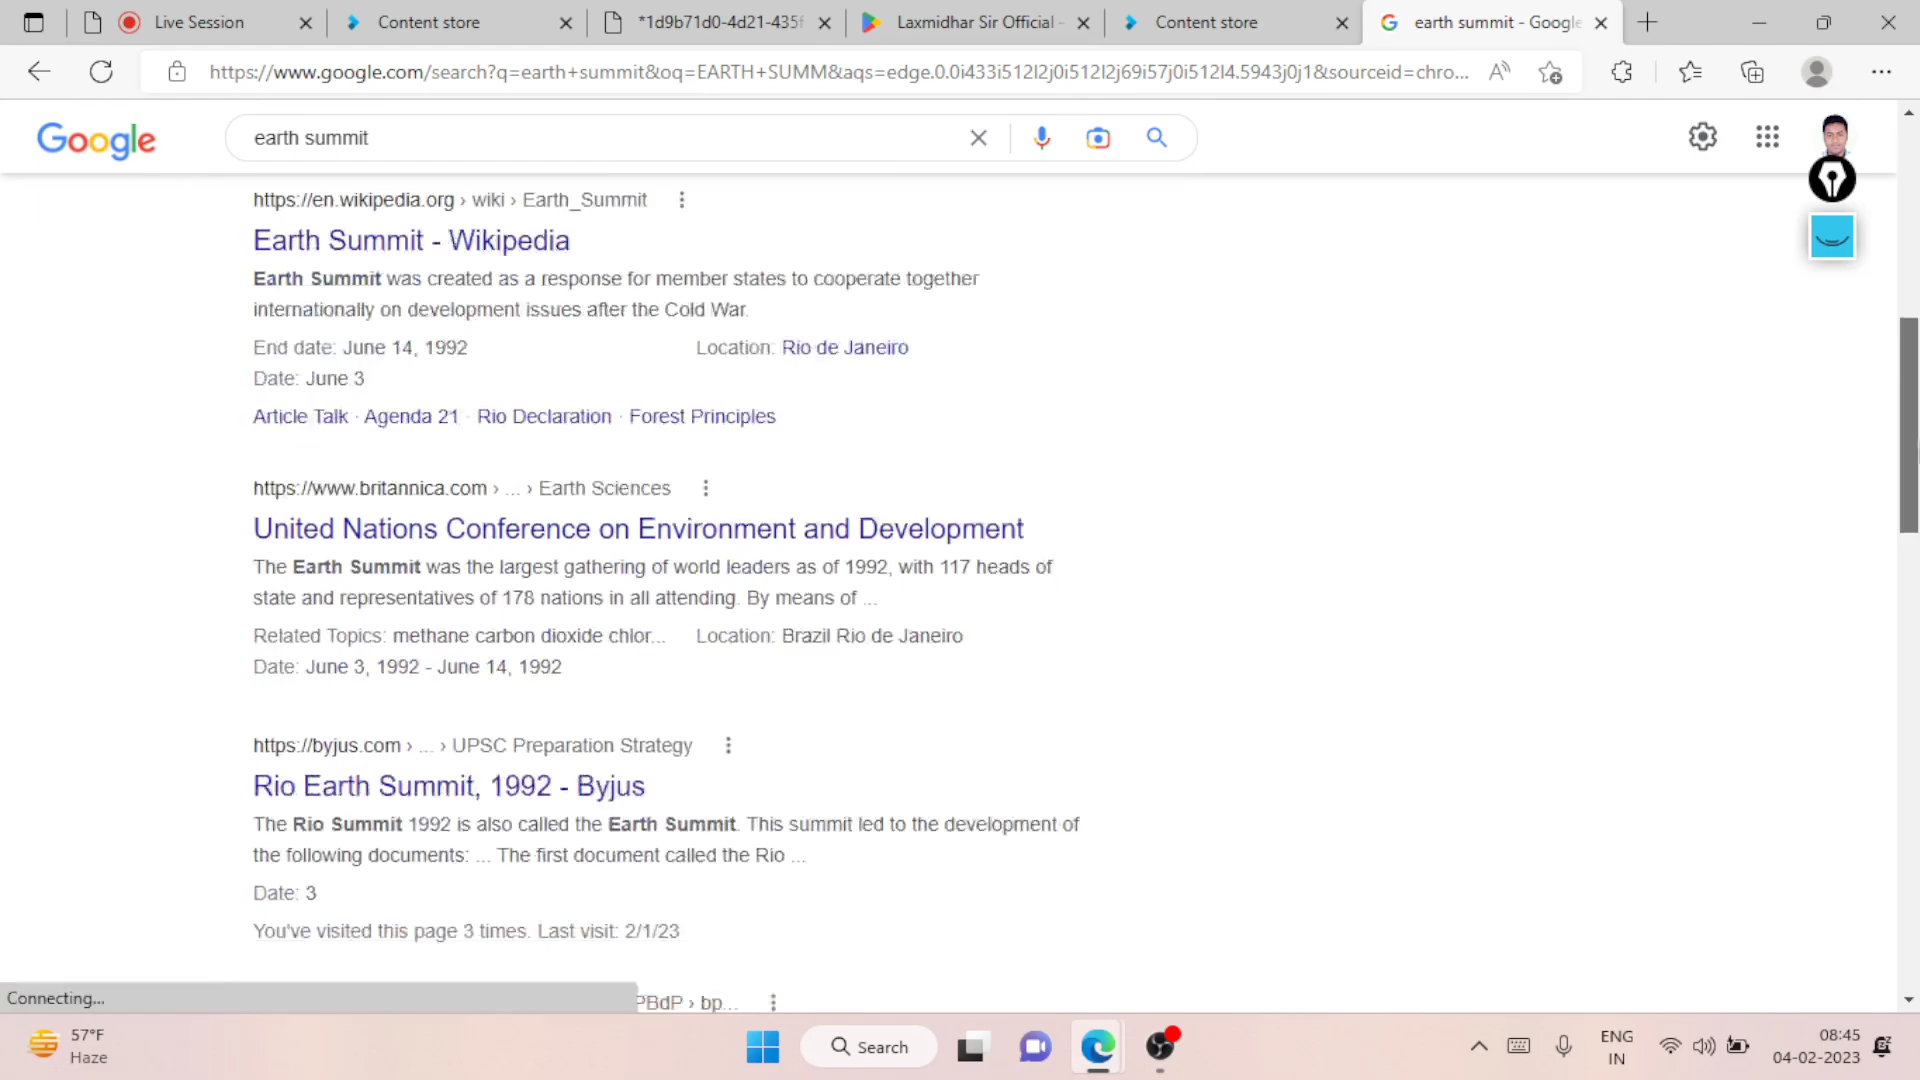 Live Session
Content store
*1d9b71d0-4d21-435f
Laxmidhar Sir Official -
Content store
earth summit - Google
https://www.google.com/search?q=earth+summit&oq=EARTH+SUMM&aqs=edge.0.0i433i512l2j0i512l2j69i57j0i512l4.5943j0j1&sourceid=chro...
Google
earth summit
https://en.wikipedia.org › wiki › Earth_Summit
Earth Summit - Wikipedia
Earth Summit was created as a response for member states to cooperate together
internationally on development issues after the Cold War.
End date: June 14, 1992 Location: Rio de Janeiro
Date: June 3
Article Talk · Agenda 21 · Rio Declaration · Forest Principles
https://www.britannica.com › ... › Earth Sciences
United Nations Conference on Environment and Development
The Earth Summit was the largest gathering of world leaders as of 1992, with 117 heads of
state and representatives of 178 nations in all attending. By means of ...
Related Topics: methane carbon dioxide chlor... Location: Brazil Rio de Janeiro
Date: June 3, 1992 - June 14, 1992
https://byjus.com › ... › UPSC Preparation Strategy
Rio Earth Summit, 1992 - Byjus
The Rio Summit 1992 is also called the Earth Summit. This summit led to the development of
the following documents: ... The first document called the Rio ...
Date: 3
You've visited this page 3 times. Last visit: 2/1/23
Connecting...
PBdP › bp...
57°F
Haze
Search
ENG
IN
08:45
04-02-2023